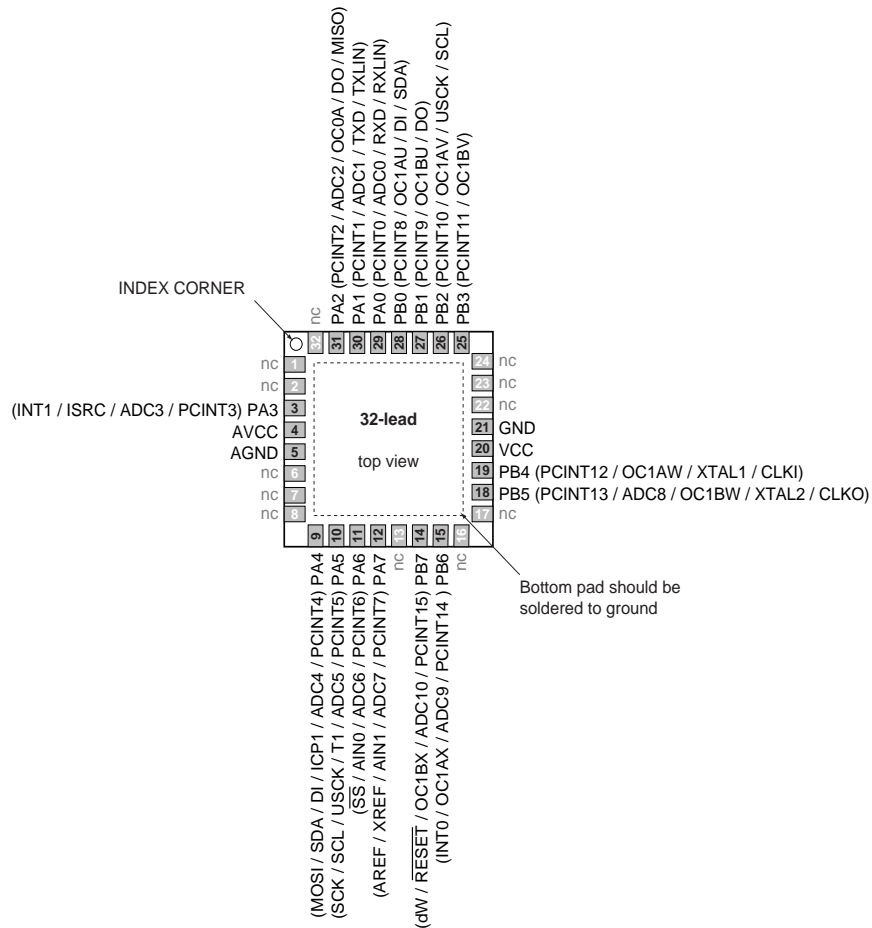 PA2 (PCINT2 / ADC2 / OC0A / DO / MISO)
PA1 (PCINT1 / ADC1 / TXD / TXLIN)
PA0 (PCINT0 / ADC0 / RXD / RXLIN)
PB0 (PCINT8 / OC1AU / DI / SDA)
PB1 (PCINT9 / OC1BU / DO)
PB2 (PCINT10 / OC1AV / USCK / SCL)
PB3 (PCINT11 / OC1BV)
INDEX CORNER
nc
32
31
30
29
28
27
26
25
nc 1
nc 2
(INT1 / ISRC / ADC3 / PCINT3) PA3 3
AVCC 4
AGND 5
nc 6
nc 7
nc 8
32-lead
top view
24 nc
23 nc
22 nc
21 GND
20 VCC
19 PB4 (PCINT12 / OC1AW / XTAL1 / CLKI)
18 PB5 (PCINT13 / ADC8 / OC1BW / XTAL2 / CLKO)
17 nc
9
10
11
12
13
14
15
16
(MOSI / SDA / DI / ICP1 / ADC4 / PCINT4) PA4
(SCK / SCL / USCK / T1 / ADC5 / PCINT5) PA5
(SS / AIN0 / ADC6 / PCINT6) PA6
(AREF / XREF / AIN1 / ADC7 / PCINT7) PA7
nc
(dW / RESET / OC1BX / ADC10 / PCINT15) PB7
(INT0 / OC1AX / ADC9 / PCINT14 ) PB6
nc
Bottom pad should be
soldered to ground